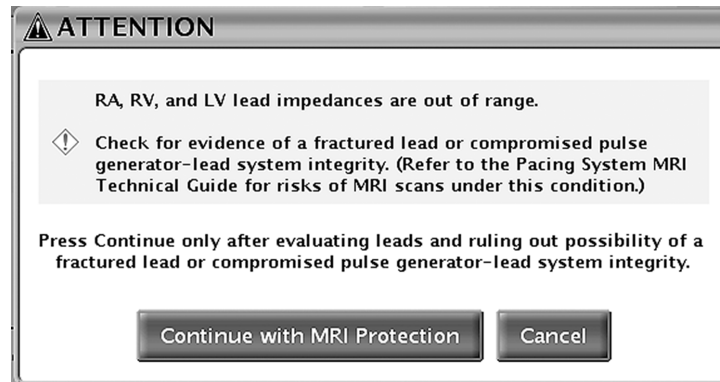 ATTENTION
RA, RV, and LV lead impedances are out of range.
Check for evidence of a fractured lead or compromised pulse
generator-lead system integrity. (Refer to the Pacing System MRI
Technical Guide for risks of MRI scans under this condition.)
Press Continue only after evaluating leads and ruling out possibility of a
fractured lead or compromised pulse generator-lead system integrity.
Continue with MRI Protection
Cancel